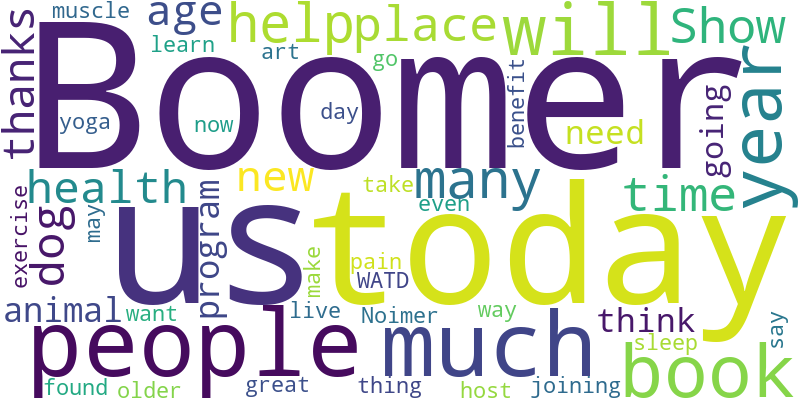 muscle
age
help
place
will
Show
thanks
learn
art
go
Boomer
year
yoga
now
day
benefit
need
going
health
new
many
time
take
even
exercise
dog
may
program
us
today
make
pain
WATD
animal
want
live
Noimer
way
think
say
people
much
sleep
book
found
older
great
thing
host
joining